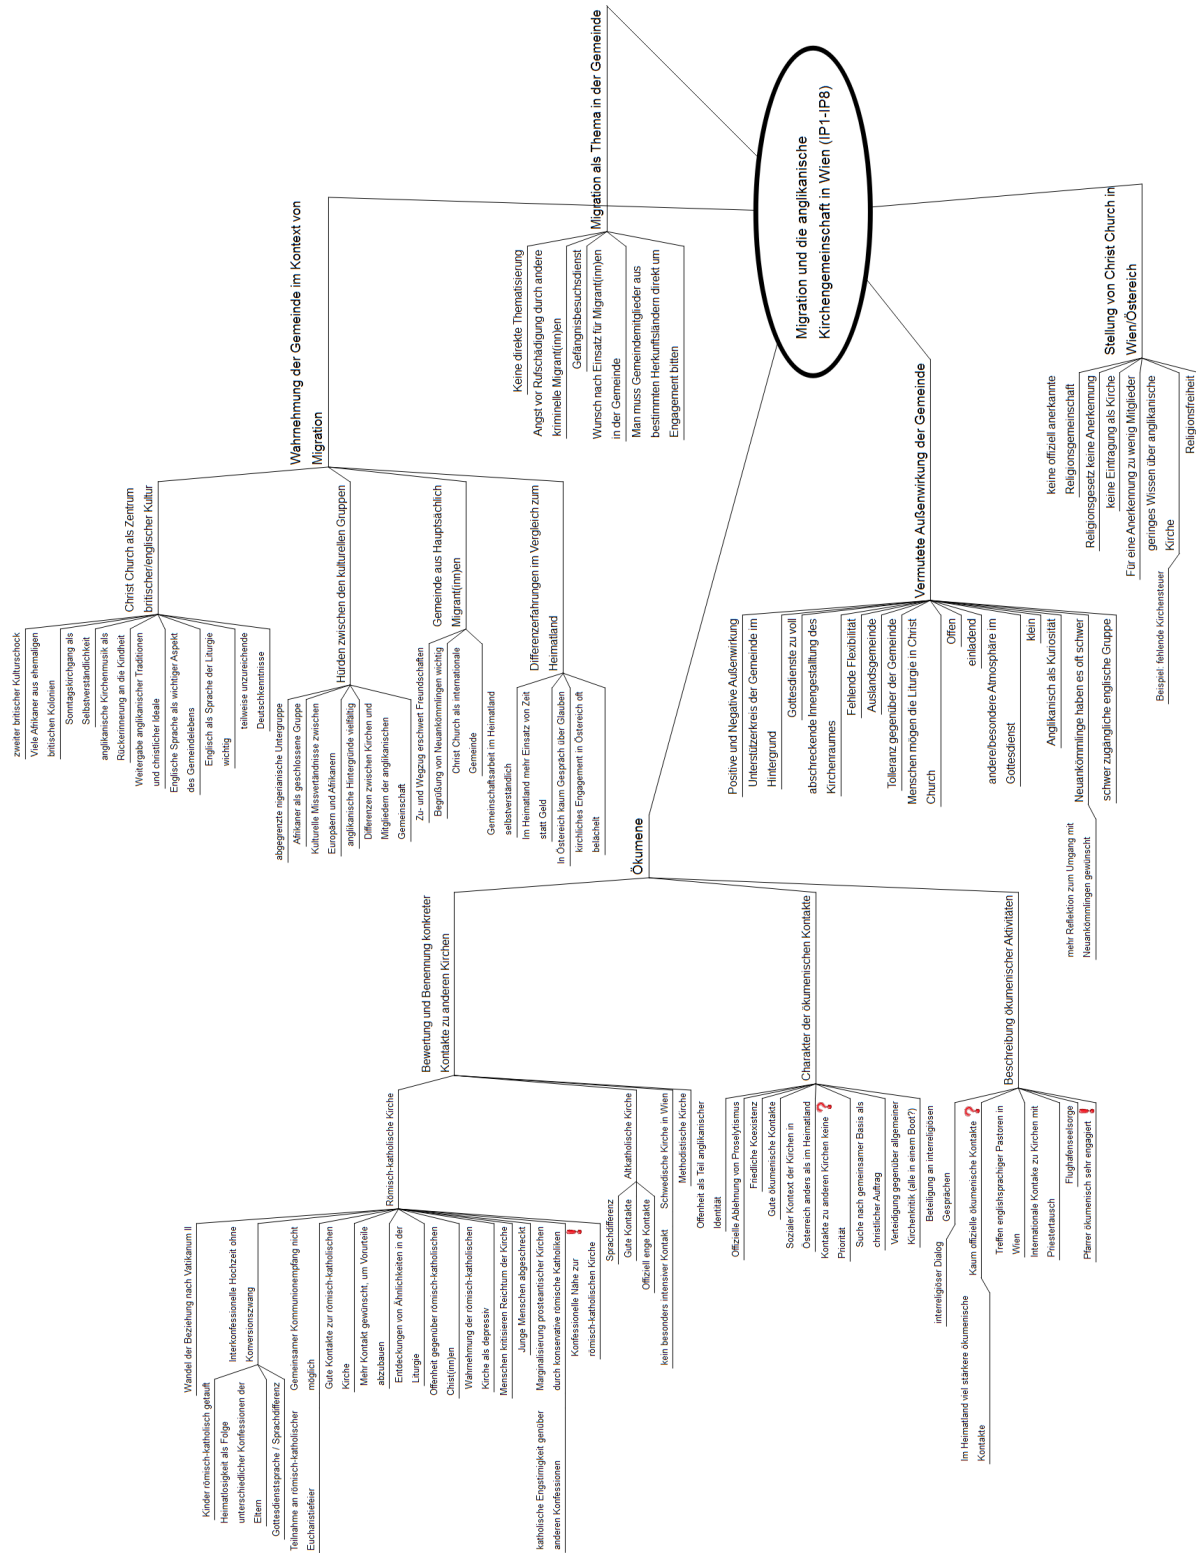 Migration und die anglikanische
Kirchengemeinschaft in Wien (IP1-IP8)
Migration als Thema in der Gemeinde
Keine direkte Thematisierung
Angst vor Rufschädigung durch andere
kriminelle Migrant(inn)en
Gefängnisbesuchsdienst
Wunsch nach Einsatz für Migrant(inn)en
in der Gemeinde
Man muss Gemeindemitglieder aus
bestimmten Herkunftsländern direkt um
Engagement bitten
Wahrnehmung der Gemeinde im Kontext von
Migration
Christ Church als Zentrum
britischer/englischer Kultur
zweiter britischer Kulturschock
Viele Afrikaner aus ehemaligen
britischen Kolonien
Sonntagskirchgang als
Selbstverständlichkeit
anglikanische Kirchenmusik als
Rückerinnerung an die Kindheit
Weitergabe anglikanischer Traditionen
und christlicher Ideale
Englische Sprache als wichtiger Aspekt
des Gemeindelebens
Englisch als Sprache der Liturgie
wichtig
teilweise unzureichende
Deutschkenntnisse
Hürden zwischen den kulturellen Gruppen
abgegrenzte nigerianische Untergruppe
Afrikaner als geschlossene Gruppe
Kulturelle Missverständnisse zwischen
Europäern und Afrikanern
anglikanische Hintergründe vielfältig
Differenzen zwischen Kirchen und
Mitgliedern der anglikanischen
Gemeinschaft
Gemeinde aus Hauptsächlich
Migrant(inn)en
Zu- und Wegzug erschwert Freundschaften
Begrüßung von Neuankömmlingen wichtig
Christ Church als internationale
Gemeinde
Differenzerfahrungen im Vergleich zum
Heimatland
Gemeinschaftsarbeit im Heimatland
selbstverständlich
Im Heimatland mehr Einsatz von Zeit
statt Geld
In Östereich kaum Gespräch über Glauben
kirchliches Engagement in Östereich oft
belächelt
Stellung von Christ Church in
Wien/Östereich
keine offiziell anerkannte
Religionsgemeinschaft
Religionsgesetz keine Anerkennung
keine Eintragung als Kirche
Für eine Anerkennung zu wenig Mitglieder
geringes Wissen über anglikanische
Kirche
Beispiel: fehlende Kirchensteuer
Religionsfreiheit
Vermutete Außenwirkung der Gemeinde
Positive und Negative Außenwirkung
Unterstützerkreis der Gemeinde im
Hintergrund
Gottesdienste zu voll
abschreckende Innengestaltung des
Kirchenraumes
Fehlende Flexibilität
Auslandsgemeinde
Tolleranz gegenüber der Gemeinde
Menschen mögen die Liturgie in Christ
Church
Offen
einladend
andere/besondere Atmosphäre im
Gottesdienst
klein
Anglikanisch als Kuriosität
Neuankömmlinge haben es oft schwer
mehr Reflektion zum Umgang mit
Neuankömmlingen gewünscht
schwer zugängliche englische Gruppe
Ökumene
Bewertung und Benennung konkreter
Kontakte zu anderen Kirchen
Römisch-katholische Kirche
Wandel der Beziehung nach Vatikanum II
Interkonfessionelle Hochzeit ohne
Konversionszwang
Kinder römisch-katholisch getauft
Heimatlosigkeit als Folge
unterschiedlicher Konfessionen der
Eltern
Gottesdienstsprache / Sprachdifferenz
Gemeinsamer Kommunionempfang nicht
möglich
Teilnahme an römisch-katholischer
Eucharistiefeier
Gute Kontakte zur römisch-katholischen
Kirche
Mehr Kontakt gewünscht, um Vorurteile
abzubauen
Entdeckungen von Ähnlichkeiten in der
Liturgie
Offenheit gegenüber römisch-katholischen
Chist(inn)en
Wahrnehmung der römisch-katholischen
Kirche als depressiv
Menschen kritisieren Reichtum der Kirche
Junge Menschen abgeschreckt
Marginalisierung prosteantischer Kirchen
durch konservative römische Katholiken
katholische Engstimigkeit genüber
anderen Konfessionen
Konfessionelle Nähe zur
römisch-katholischen Kirche
Altkatholische Kirche
Sprachdifferenz
Gute Kontakte
Offiziell enge Kontakte
Schwedische Kirche in Wien
kein besonders intensiver Kontakt
Methodistische Kirche
Charakter der ökumenischen Kontakte
Offenheit als Teil anglikanischer
Identität
Offizielle Ablehnung von Proselytismus
Friedliche Koexistenz
Gute ökumenische Kontakte
Sozialer Kontext der Kirchen in
Östereich anders als im Heimatland
Kontakte zu anderen Kirchen keine
Priorität
Suche nach gemeinsamer Basis als
christlicher Auftrag
Verteidigung gegenüber allgemeiner
Kirchenkritik (alle in einem Boot?)
Beschreibung ökumenischer Aktivitäten
Beteiligung an interreligiösen
Gesprächen
interreligiöser Dialog
Kaum offizielle ökumenische Kontakte
Im Heimatland viel stärkere ökumenische
Kontakte
Treffen englishsprachiger Pastoren in
Wien
Internationale Kontake zu Kirchen mit
Priestertausch
Flughafenseelsorge
Pfarrer ökumenisch sehr engagiert